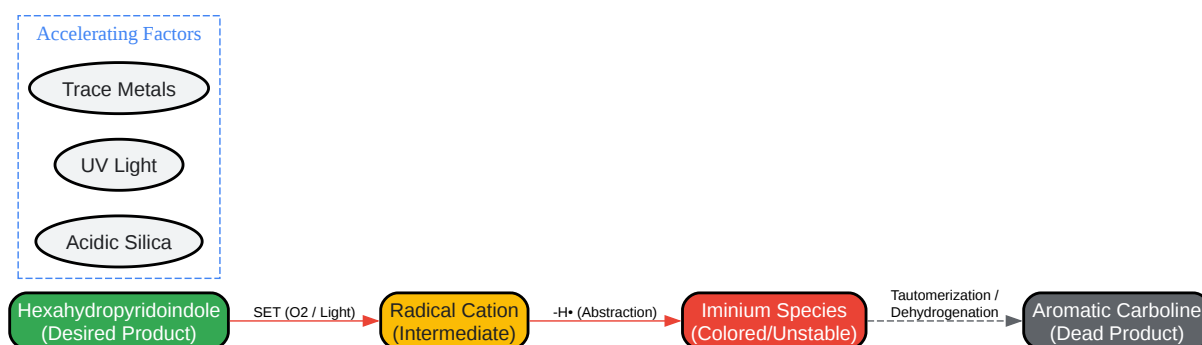 Accelerating Factors
Trace Metals
UV Light
Acidic Silica
Hexahydropyridoindole
(Desired Product)
SET (O2 / Light)
Radical Cation
(Intermediate)
-H• (Abstraction)
Iminium Species
(Colored/Unstable)
Tautomerization /
Dehydrogenation
Aromatic Carboline
(Dead Product)